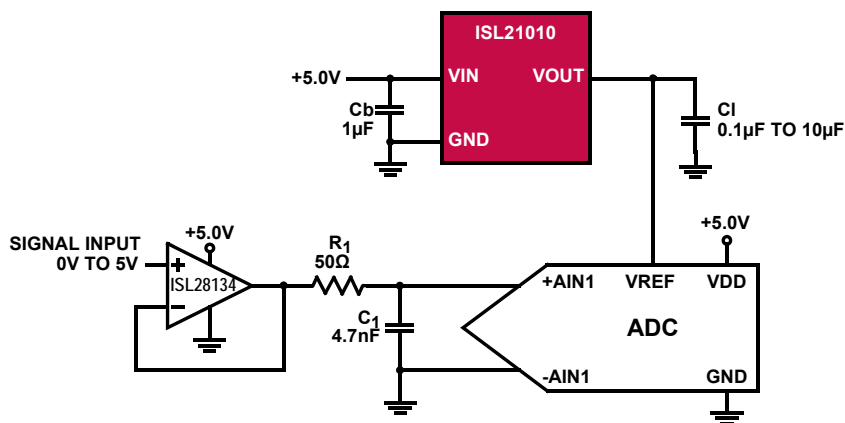 ISL21010
+5.0V
VIN
VOUT
Cb
1µF
GND
Cl
0.1µF TO 10µF
SIGNAL INPUT
0V TO 5V
+5.0V
+
ISL28134
−
R1
50Ω
C1
4.7nF
+5.0V
+AIN1
VREF
VDD
ADC
-AIN1
GND